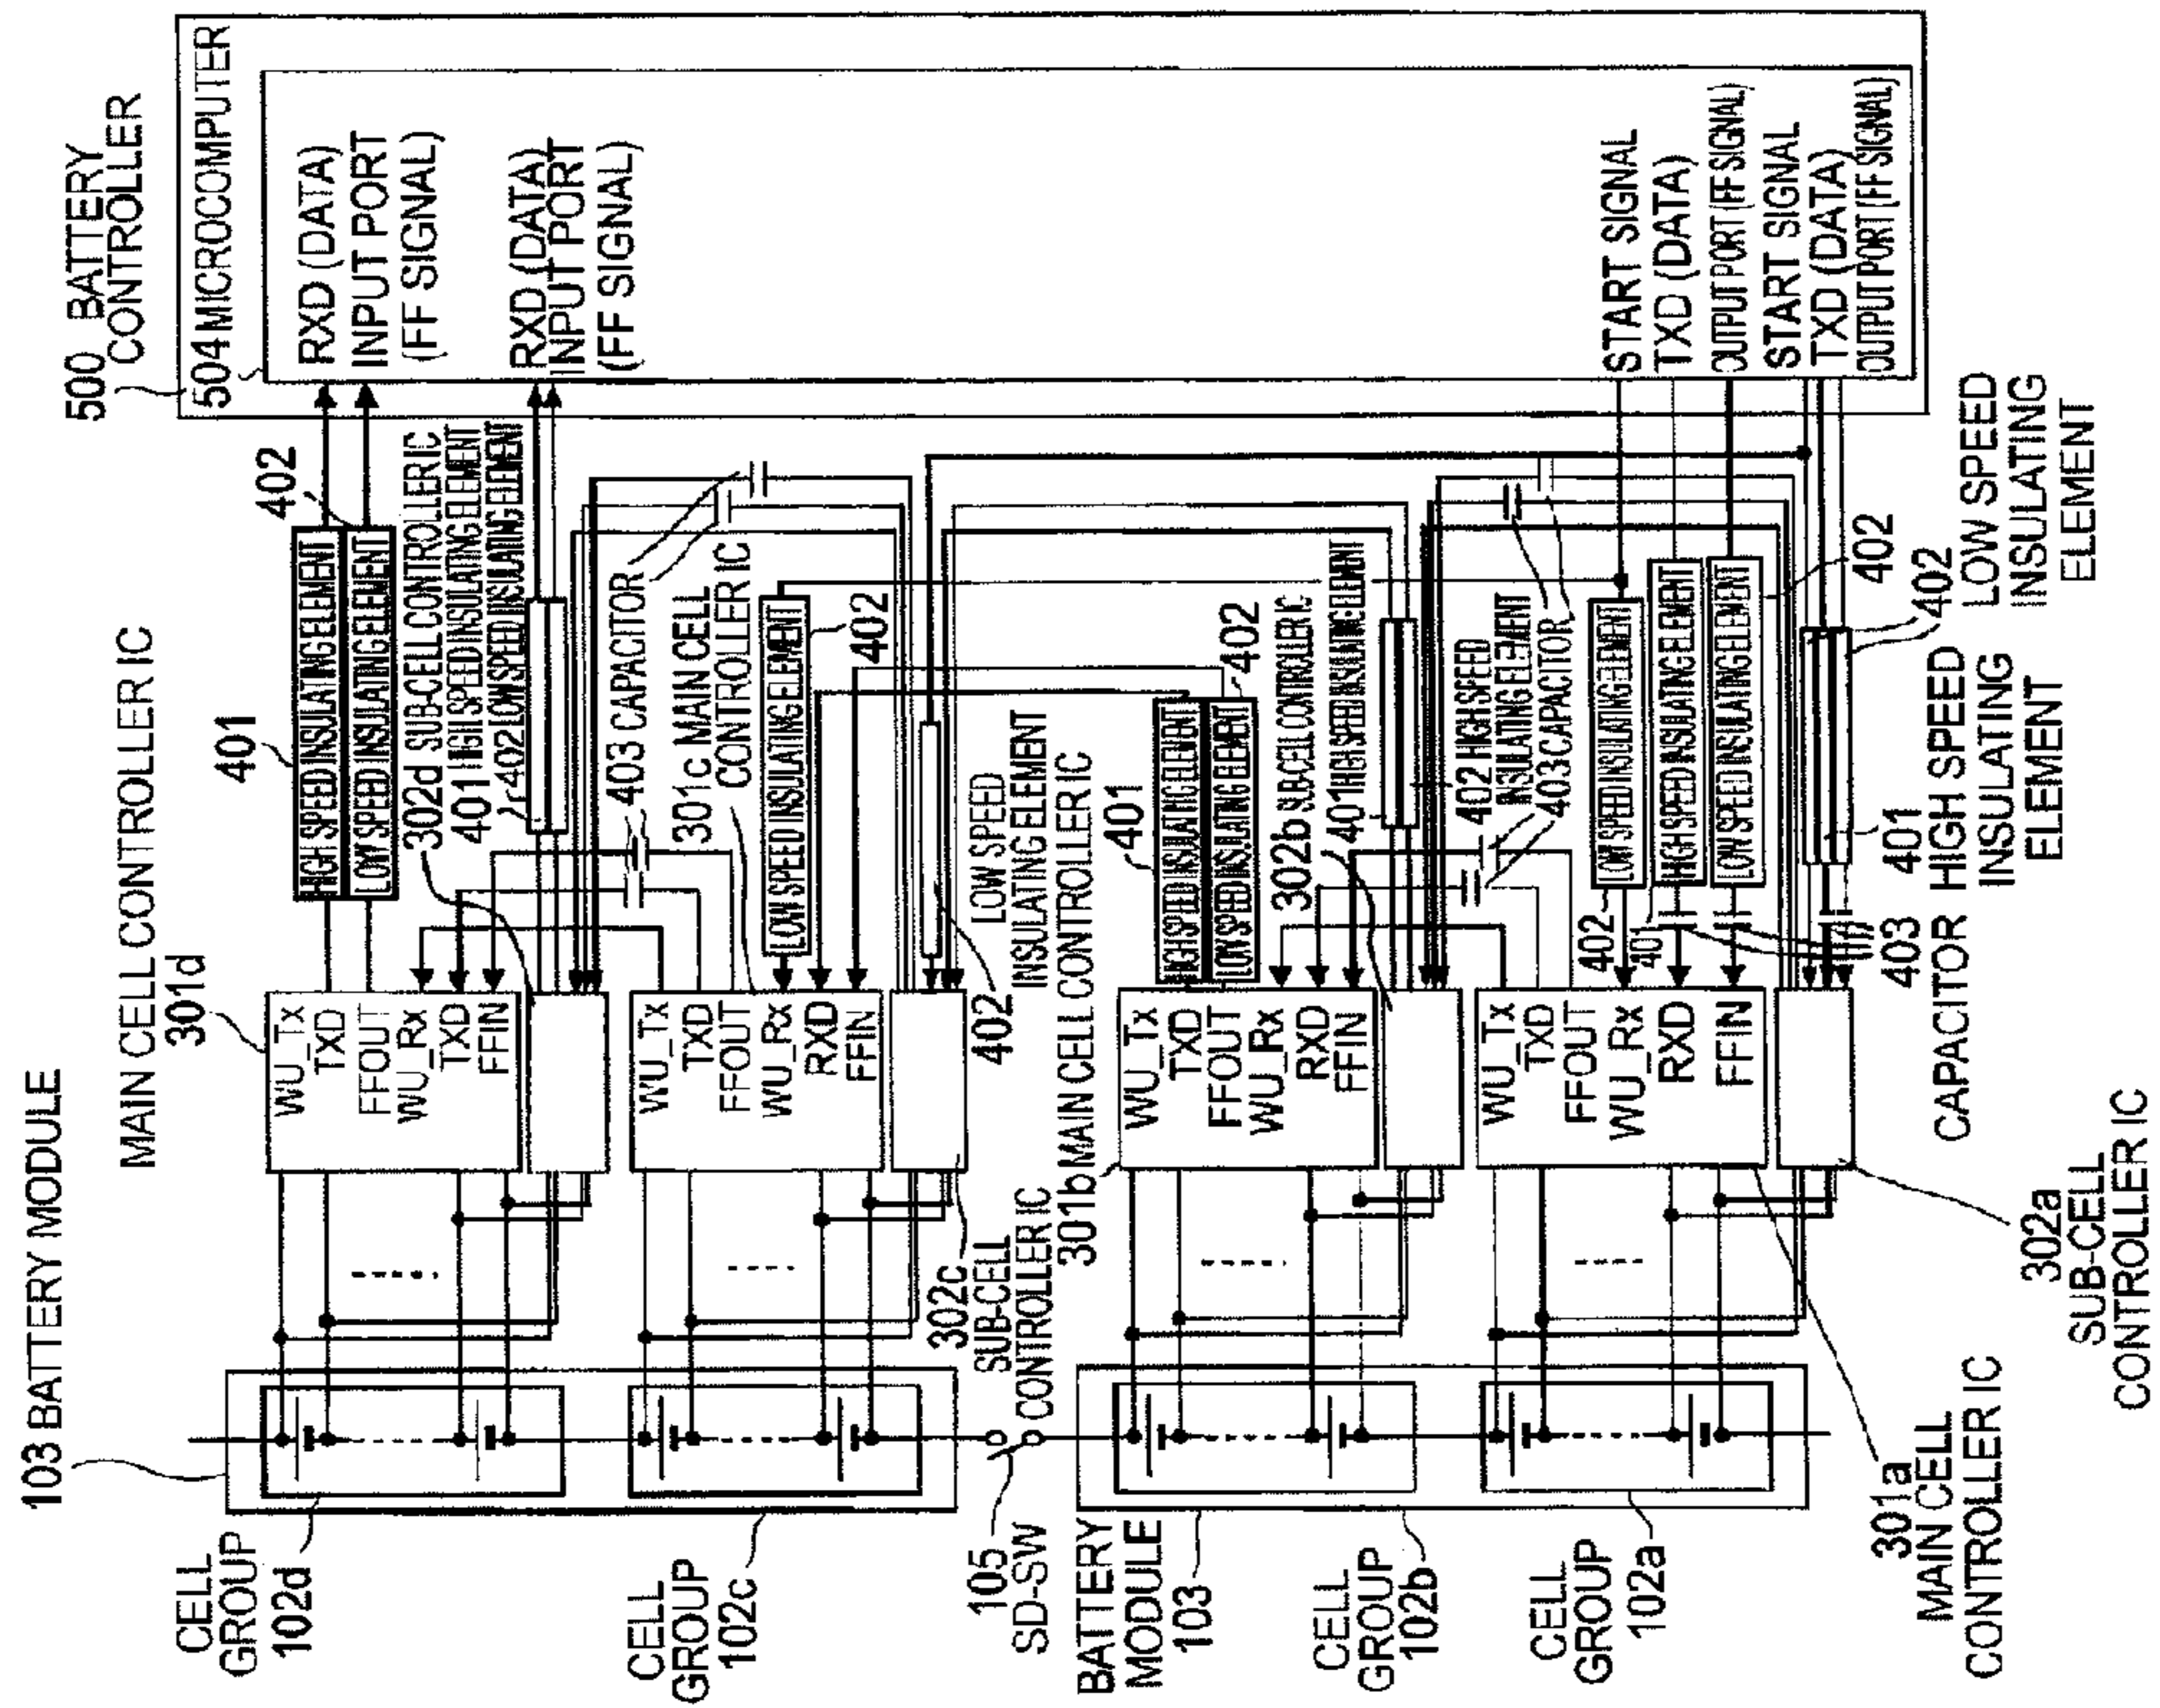 500 BATTERY
CONTROLLER
504 MICROCOMPUTER
RXD (DATA)
INPUT PORT
(FF SIGNAL)
RXD (DATA)
INPUT PORT
(FF SIGNAL)
START SIGNAL
TXD (DATA)
OUTPUT PORT (FF SIGNAL)
START SIGNAL
TXD (DATA)
OUTPUT PORT (FF SIGNAL)
MAIN CELL CONTROLLER IC
301d
401
HIGH SPEED INSULATING ELEMENT
LOW SPEED INSULATING ELEMENT
402
302d SUB-CELL CONTROLLER IC
401 HIGH SPEED INSULATING ELEMENT
402 LOW SPEED INSULATING ELEMENT
403 CAPACITOR
301c MAIN CELL
CONTROLLER IC
LOW SPEED INSULATING ELEMENT
402
LOW SPEED
INSULATING ELEMENT
402
301b MAIN CELL CONTROLLER IC
401
HIGH SPEED INSULATING ELEMENT
LOW SPEED INSULATING ELEMENT
402
302b SUB-CELL CONTROLLER IC
401 HIGH SPEED INSULATING ELEMENT
402 HIGH SPEED
INSULATING ELEMENT
403 CAPACITOR
LOW SPEED INSULATING ELEMENT
HIGH SPEED INSULATING ELEMENT
LOW SPEED INSULATING ELEMENT
402
401
402
402
LOW SPEED
INSULATING
ELEMENT
401
HIGH SPEED
INSULATING
ELEMENT
403
CAPACITOR
WU_Tx
TXD
FFOUT
WU_Rx
TXD
FFIN
WU_Tx
TXD
FFOUT
WU_Rx
RXD
FFIN
WU_Tx
TXD
FFOUT
WU_Rx
RXD
FFIN
WU_Tx
TXD
FFOUT
WU_Rx
RXD
FFIN
103 BATTERY MODULE
302c
SUB-CELL
CONTROLLER IC
302a
SUB-CELL
CONTROLLER IC
301a
MAIN CELL
CONTROLLER IC
CELL
GROUP
102d
CELL
GROUP
102c
105
SD-SW
BATTERY
MODULE
103
CELL
GROUP
102b
CELL
GROUP
102a